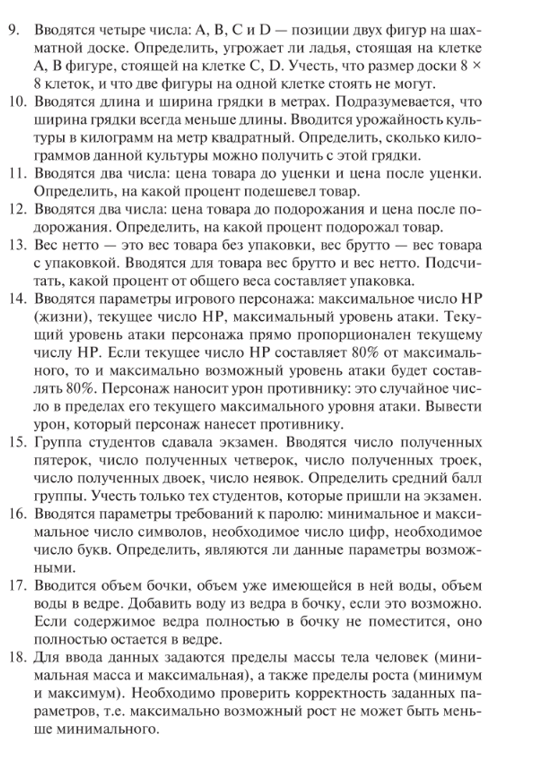 9. Вводятся четыре числа: A, B, C и D — позиции двух фигур на шах-
матной доске. Определить, угрожает ли ладья, стоящая на клетке
A, B фигуре, стоящей на клетке C, D. Учесть, что размер доски 8 ×
8 клеток, и что две фигуры на одной клетке стоять не могут.
10. Вводятся длина и ширина грядки в метрах. Подразумевается, что
ширина грядки всегда меньше длины. Вводится урожайность куль-
туры в килограмм на метр квадратный. Определить, сколько кило-
граммов данной культуры можно получить с этой грядки.
11. Вводятся два числа: цена товара до уценки и цена после уценки.
Определить, на какой процент подешевел товар.
12. Вводятся два числа: цена товара до подорожания и цена после по-
дорожания. Определить, на какой процент подорожал товар.
13. Вес нетто — это вес товара без упаковки, вес брутто — вес товара
с упаковкой. Вводятся для товара вес брутто и вес нетто. Подсчи-
тать, какой процент от общего веса составляет упаковка.
14. Вводятся параметры игрового персонажа: максимальное число HP
(жизни), текущее число HP, максимальный уровень атаки. Теку-
щий уровень атаки персонажа прямо пропорционален текущему
числу HP. Если текущее число HP составляет 80% от максималь-
ного, то и максимально возможный уровень атаки будет состав-
лять 80%. Персонаж наносит урон противнику: это случайное чис-
ло в пределах его текущего максимального уровня атаки. Вывести
урон, который персонаж нанесет противнику.
15. Группа студентов сдавала экзамен. Вводятся число полученных
пятерок, число полученных четверок, число полученных троек,
число полученных двоек, число неявок. Определить средний балл
группы. Учесть только тех студентов, которые пришли на экзамен.
16. Вводятся параметры требований к паролю: минимальное и макси-
мальное число символов, необходимое число цифр, необходимое
число букв. Определить, являются ли данные параметры возмож-
ными.
17. Вводится объем бочки, объем уже имеющейся в ней воды, объем
воды в ведре. Добавить воду из ведра в бочку, если это возможно.
Если содержимое ведра полностью в бочку не поместится, оно
полностью остается в ведре.
18. Для ввода данных задаются пределы массы тела человек (мини-
мальная масса и максимальная), а также пределы роста (минимум
и максимум). Необходимо проверить корректность заданных па-
раметров, т.е. максимально возможный рост не может быть мень-
ше минимального.